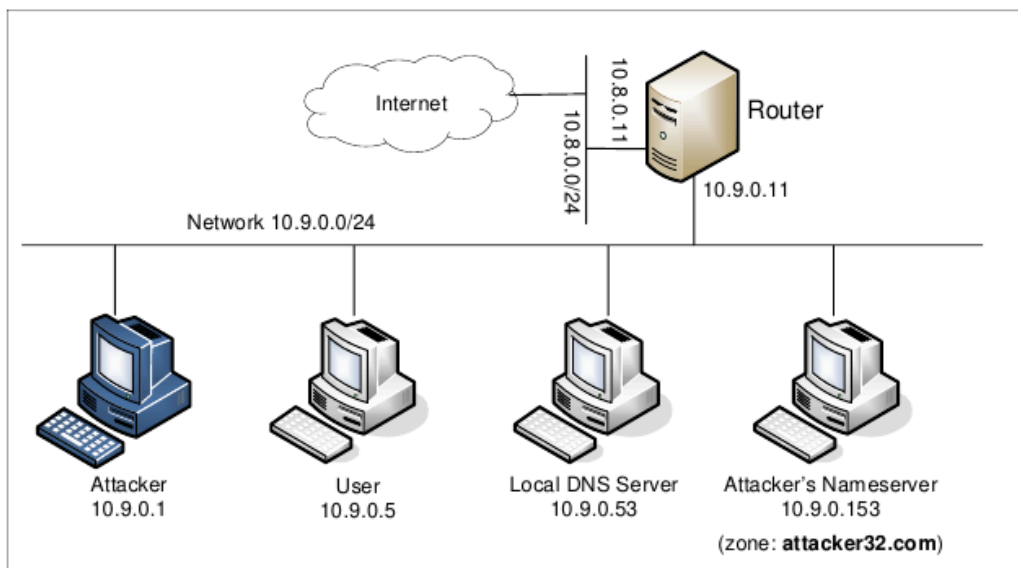 Internet
10.8.0.11
10.8.0.0/24
Router
10.9.0.11
Network 10.9.0.0/24
Attacker
10.9.0.1
User
10.9.0.5
Local DNS Server
10.9.0.53
Attacker's Nameserver
10.9.0.153
(zone: attacker32.com)